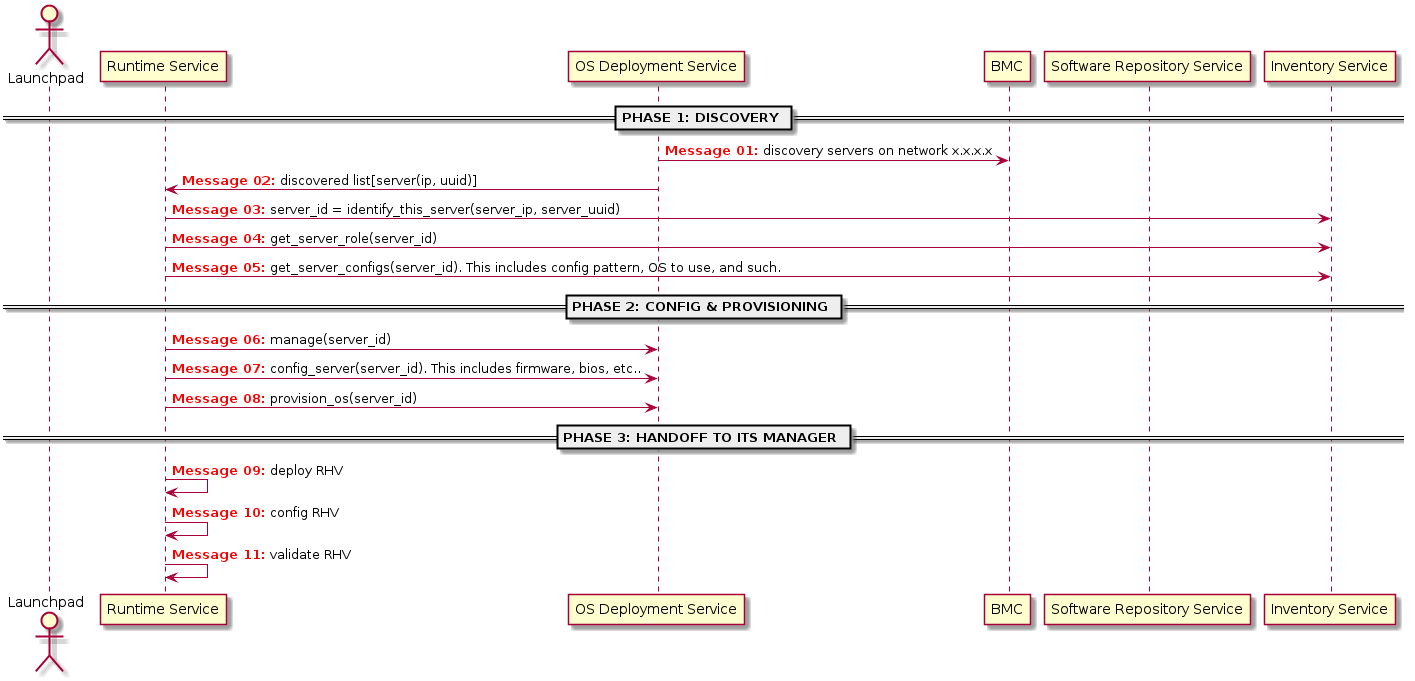 Launchpad
Runtime Service
OS Deployment Service
BMC
Software Repository Service
Inventory Service
PHASE 1: DISCOVERY
Message 01: discovery servers on network x.x.x.x
Message 02: discovered list[server(ip, uuid)]
Message 03: server_id = identify_this_server(server_ip, server_uuid)
Message 04: get_server_role(server_id)
Message 05: get_server_configs(server_id). This includes config pattern, OS to use, and such.
PHASE 2: CONFIG & PROVISIONING
Message 06: manage(server_id)
Message 07: config_server(server_id). This includes firmware, bios, etc..
Message 08: provision_os(server_id)
PHASE 3: HANDOFF TO ITS MANAGER
Message 09: deploy RHV
Message 10: config RHV
Message 11: validate RHV
Launchpad
Runtime Service
OS Deployment Service
BMC
Software Repository Service
Inventory Service